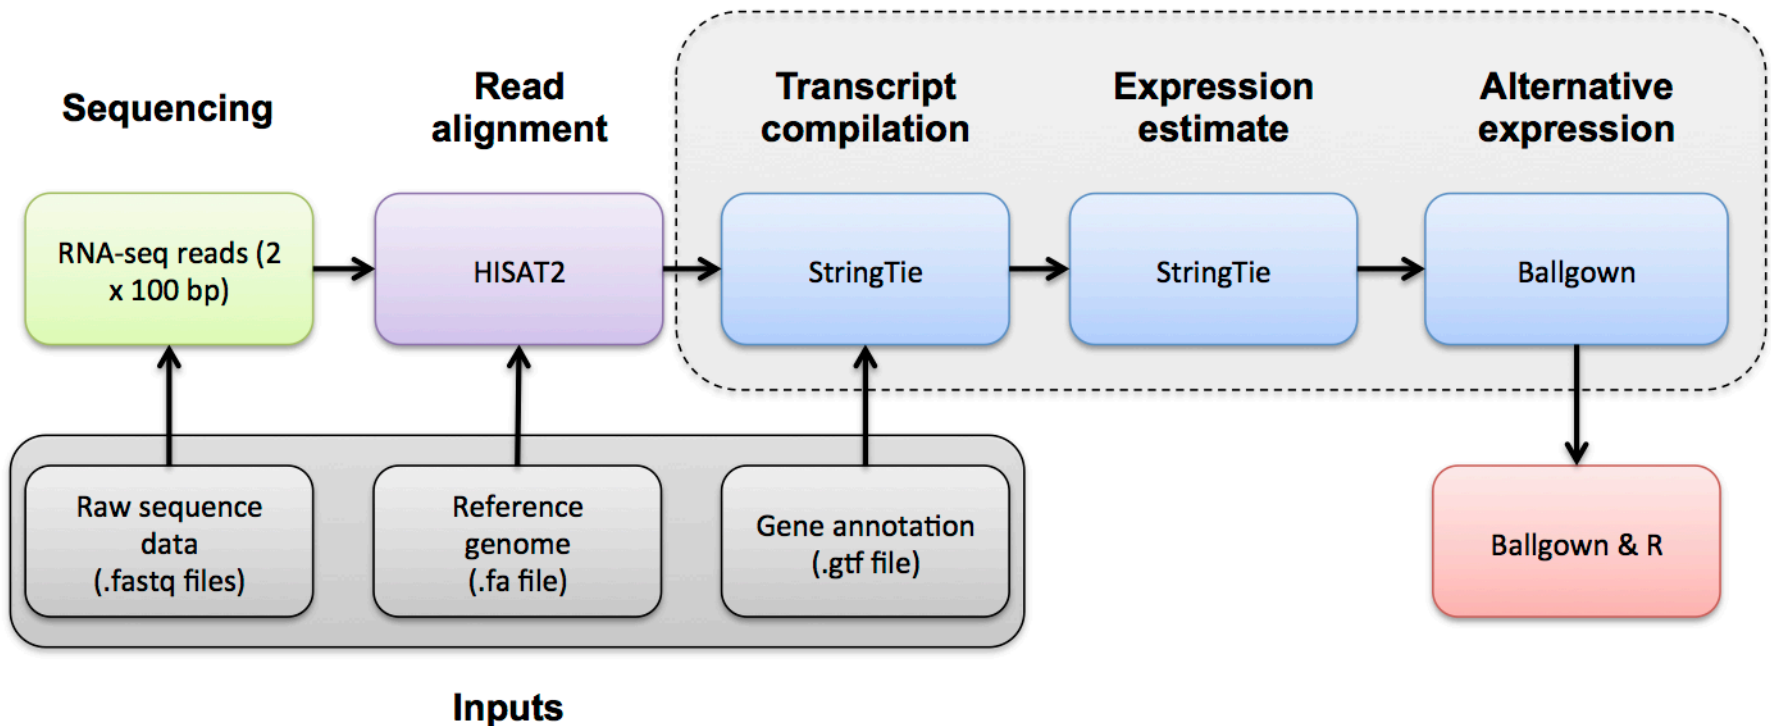 Sequencing
Read
alignment
Transcript
compilation
Expression
estimate
Alternative
expression
RNA-seq reads (2
x 100 bp)
HISAT2
StringTie
StringTie
Ballgown
Raw sequence
data
(.fastq files)
Reference
genome
(.fa file)
Gene annotation
(.gtf file)
Ballgown & R
Inputs